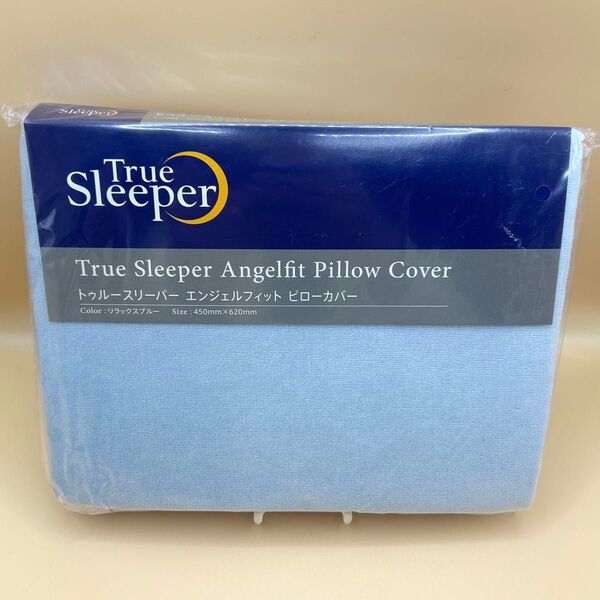 True
Sleeper
True Sleeper Angelfit Pillow Cover
トゥルースリーパー エンジェルフィット ピローカバー
Color : リラックスブルー Size : 450mm×620mm